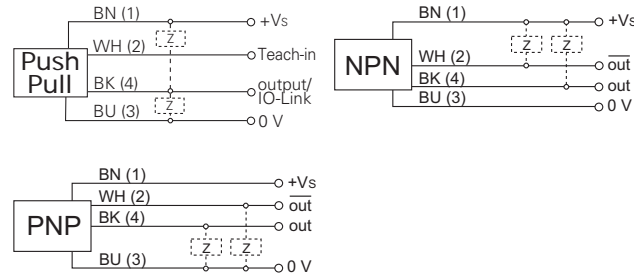 BN (1)
+Vs
Z
WH (2)
Teach-in
Push
Pull
BK (4)
output/
IO-Link
Z
BU (3)
0 V
BN (1)
+Vs
Z
Z
NPN
WH (2)
out
BK (4)
out
BU (3)
0 V
BN (1)
+Vs
WH (2)
out
PNP
BK (4)
out
Z
Z
BU (3)
0 V